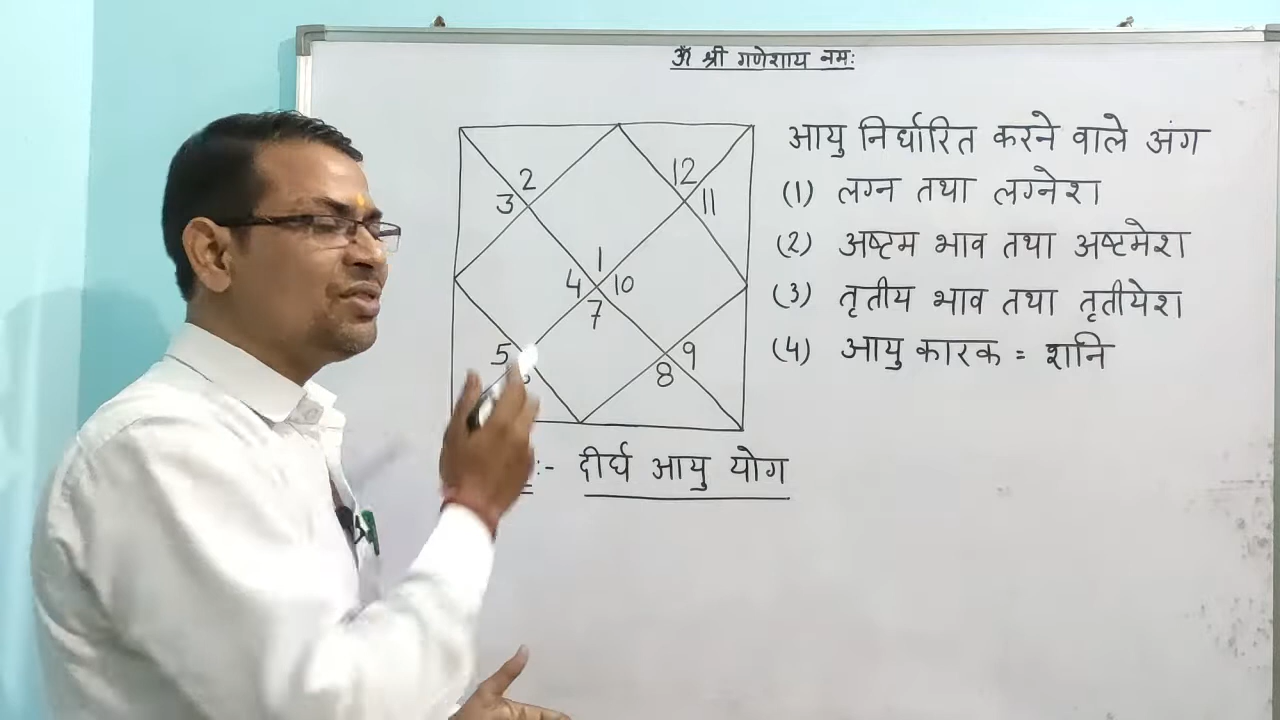 ॐ श्री गणेशाय नमः
आयु निर्धारित करने वाले अंग
(1) लग्न तथा लग्नेश
(2) अष्टम भाव तथा अष्टमेश
(3) तृतीय भाव तथा तृतीयेश
(4) आयु कारक = शनि
2 12
3 11
1
4 10
7
5 9
8
:- दीर्घ आयु योग